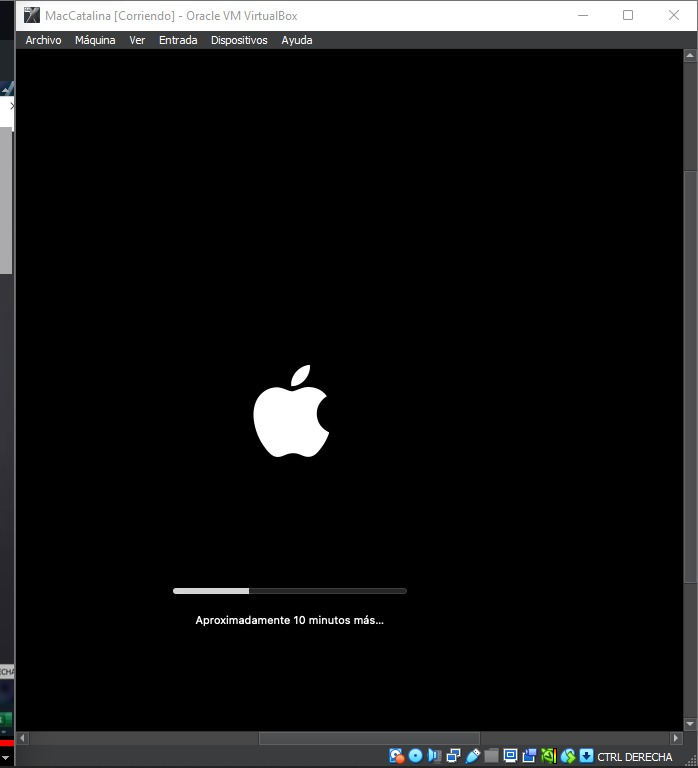 MacCatalina [Corriendo] - Oracle VM VirtualBox
Archivo Máquina Ver Entrada Dispositivos Ayuda
Aproximadamente 10 minutos más...
CTRL DERECHA